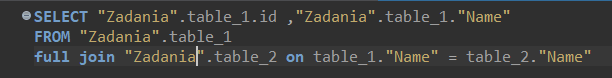 SELECT "Zadania".table_1.id ,"Zadania".table_1."Name"
FROM "Zadania".table_1
full join "Zadania".table_2 on table_1."Name" = table_2."Name"